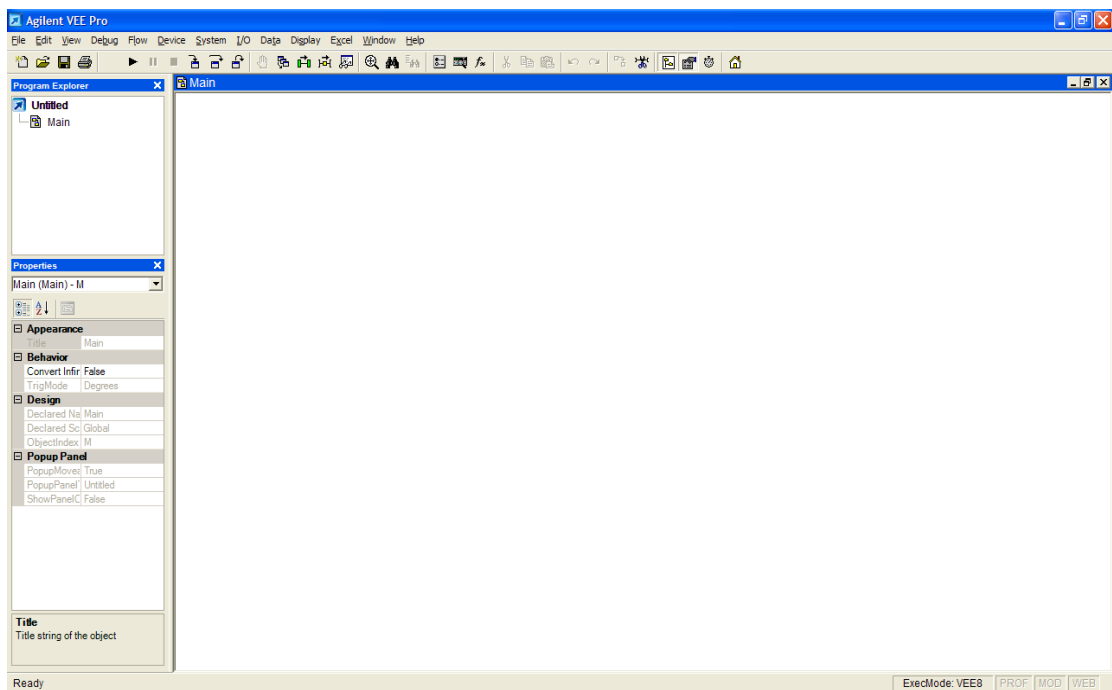 Agilent VEE Pro
File Edit View Debug Flow Device System I/O Data Display Excel Window Help
Program Explorer
Untitled
Main
Main
Properties
Main (Main) - M
Appearance
Title Main
Behavior
Convert Infir False
TrigMode Degrees
Design
Declared Na Main
Declared Sc Global
ObjectIndex M
Popup Panel
PopupMovea True
PopupPanelT Untitled
ShowPanelC False
Title
Title string of the object
Ready
ExecMode: VEE8 PROF MOD WEB